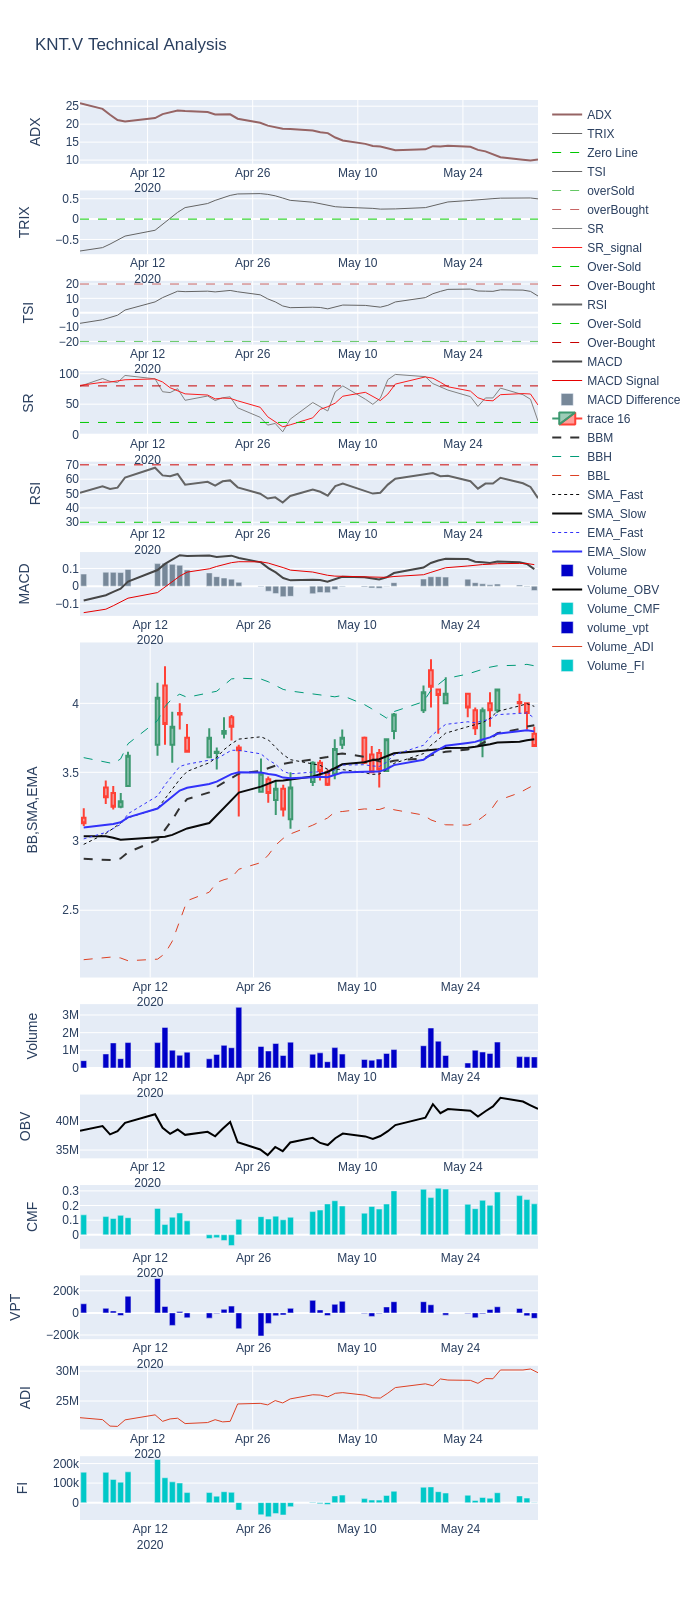 KNT.V Technical Analysis
ADX
25
20
15
10
Apr 12
2020
Apr 26
May 10
May 24
TRIX
0.5
0
−0.5
Apr 12
2020
Apr 26
May 10
May 24
TSI
20
10
0
−10
−20
Apr 12
2020
Apr 26
May 10
May 24
SR
100
50
0
Apr 12
2020
Apr 26
May 10
May 24
RSI
70
60
50
40
30
Apr 12
2020
Apr 26
May 10
May 24
MACD
0.1
0
−0.1
Apr 12
2020
Apr 26
May 10
May 24
BB,SMA,EMA
4
3.5
3
2.5
Apr 12
2020
Apr 26
May 10
May 24
Volume
3M
2M
1M
0
Apr 12
2020
Apr 26
May 10
May 24
OBV
40M
35M
Apr 12
2020
Apr 26
May 10
May 24
CMF
0.3
0.2
0.1
0
Apr 12
2020
Apr 26
May 10
May 24
VPT
200k
0
−200k
Apr 12
2020
Apr 26
May 10
May 24
ADI
30M
25M
Apr 12
2020
Apr 26
May 10
May 24
FI
200k
100k
0
Apr 12
2020
Apr 26
May 10
May 24
ADX
TRIX
Zero Line
TSI
overSold
overBought
SR
SR_signal
Over-Sold
Over-Bought
RSI
Over-Sold
Over-Bought
MACD
MACD Signal
MACD Difference
trace 16
BBM
BBH
BBL
SMA_Fast
SMA_Slow
EMA_Fast
EMA_Slow
Volume
Volume_OBV
Volume_CMF
volume_vpt
Volume_ADI
Volume_FI